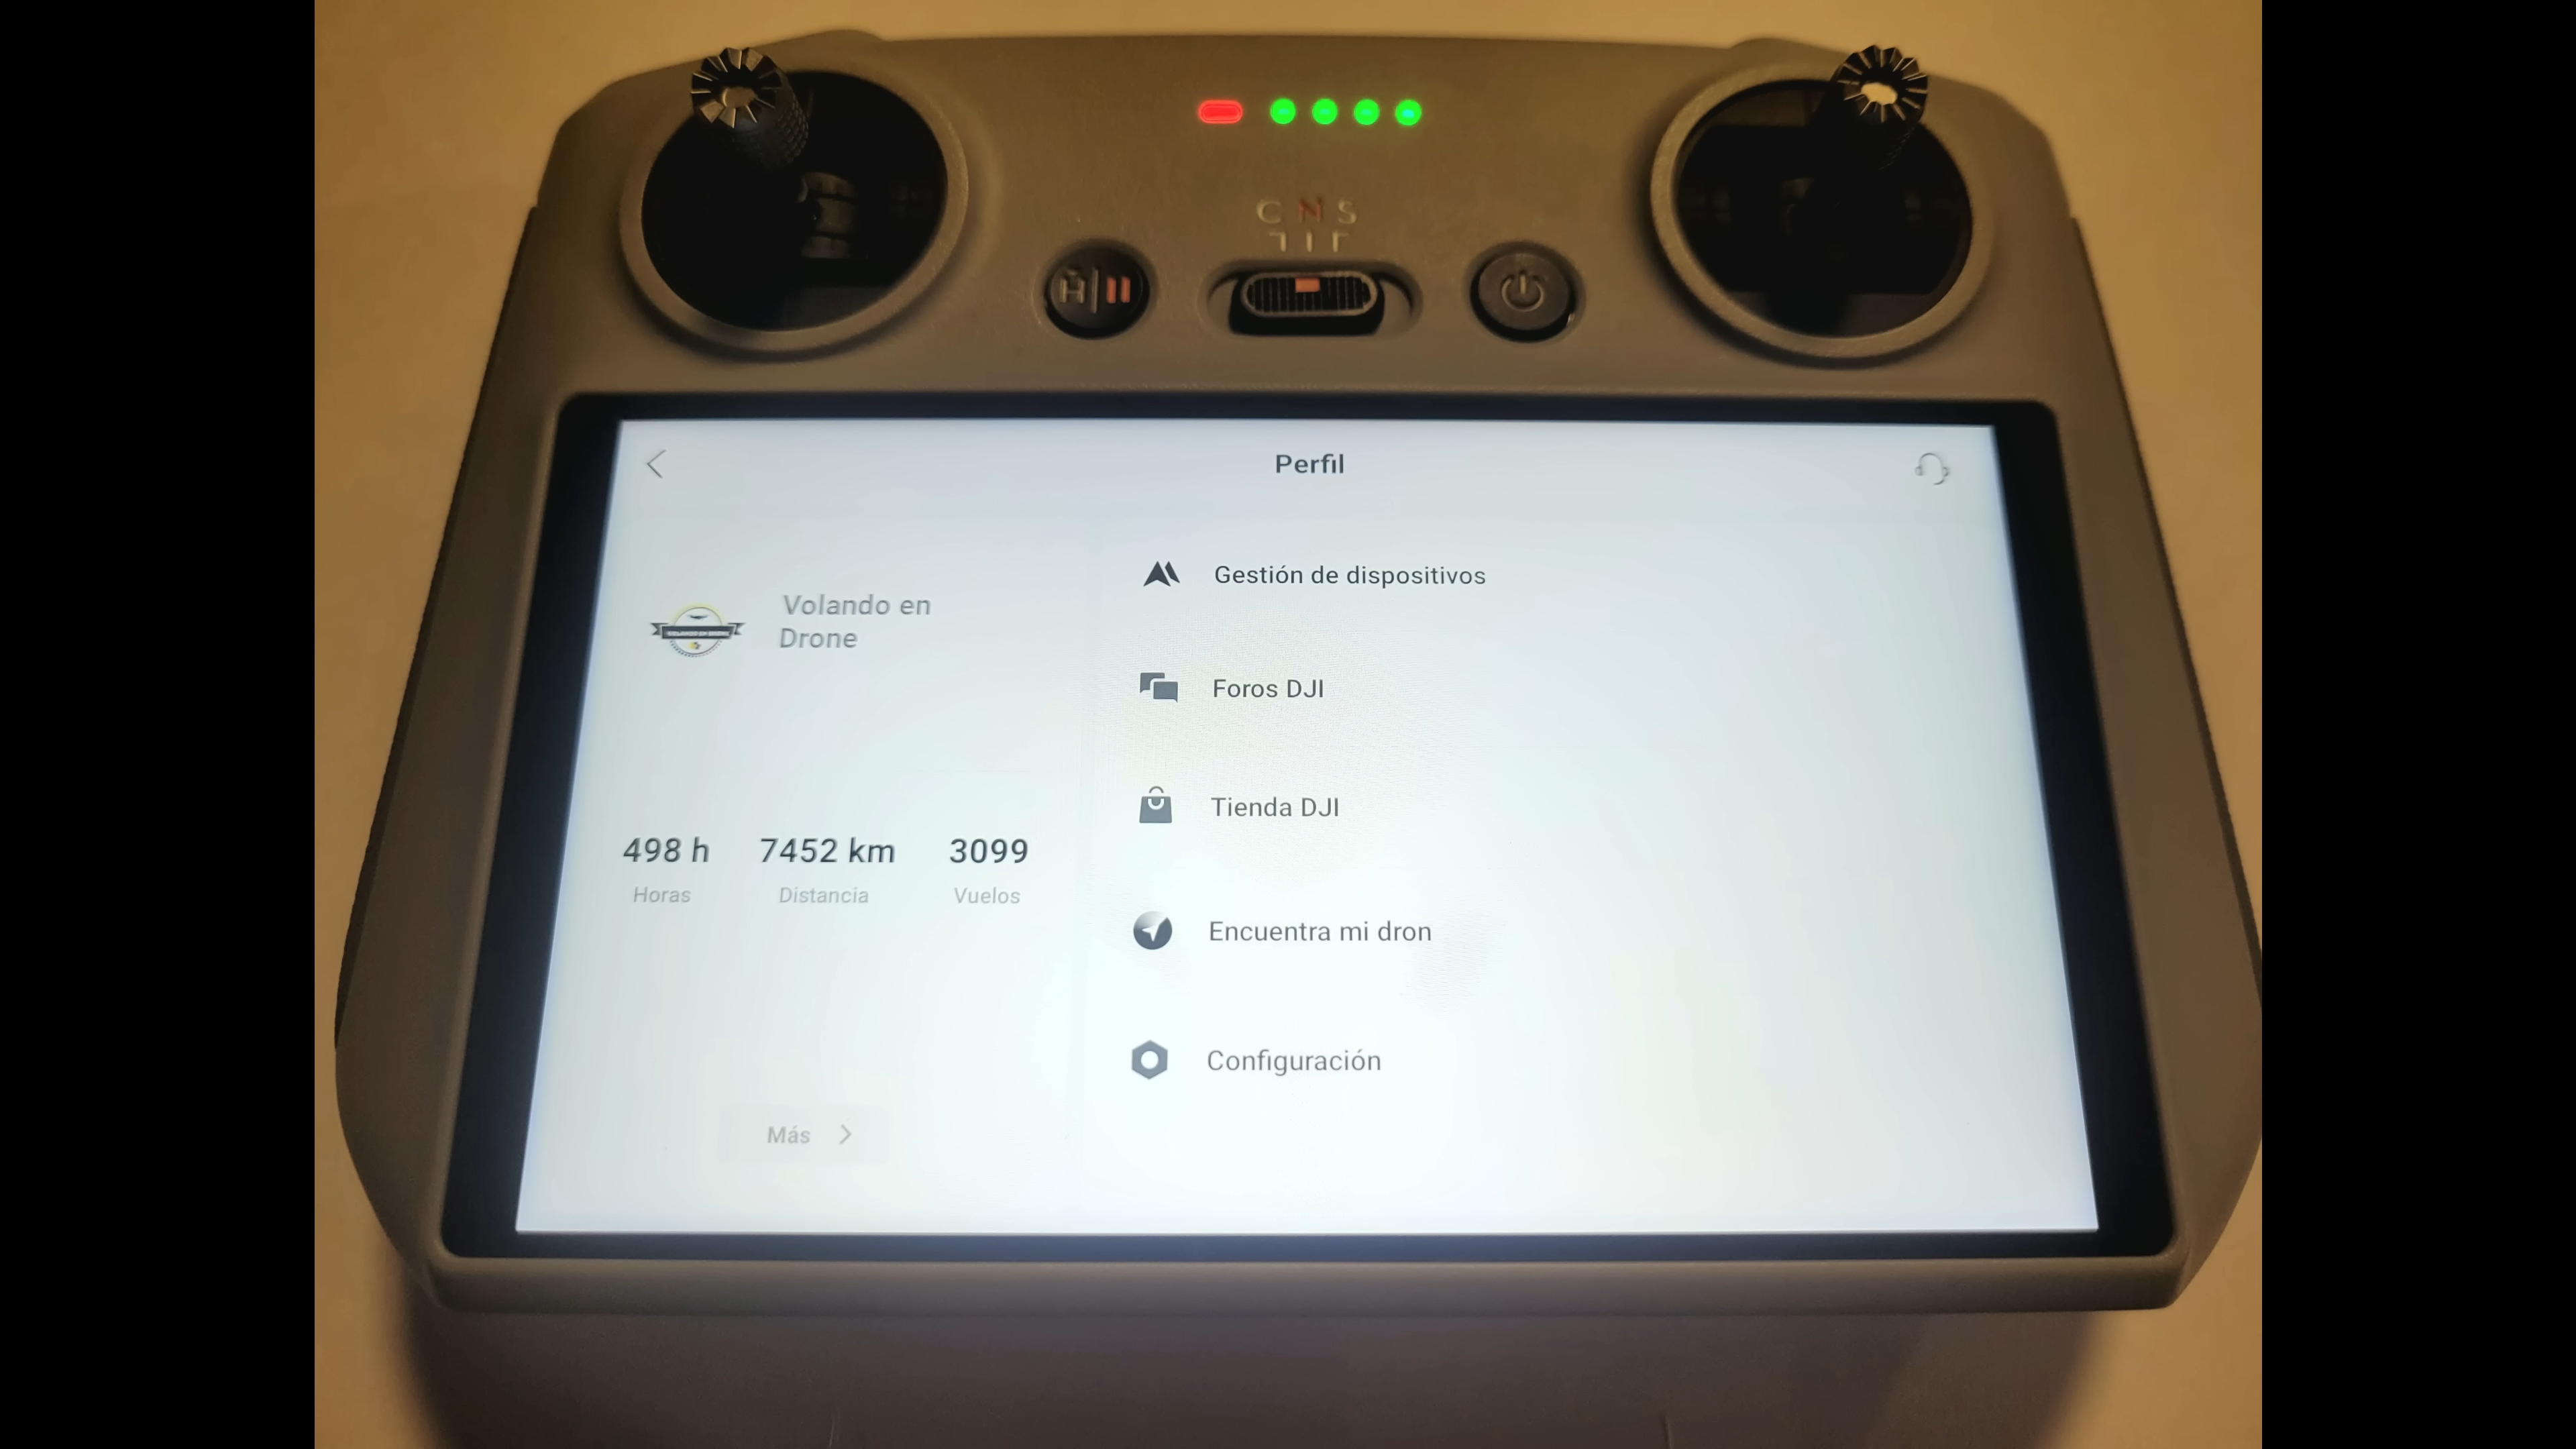 C N S
H
Perfil
Volando en
Drone
498 h
Horas
7452 km
Distancia
3099
Vuelos
Más
Gestión de dispositivos
Foros DJI
Tienda DJI
Encuentra mi dron
Configuración